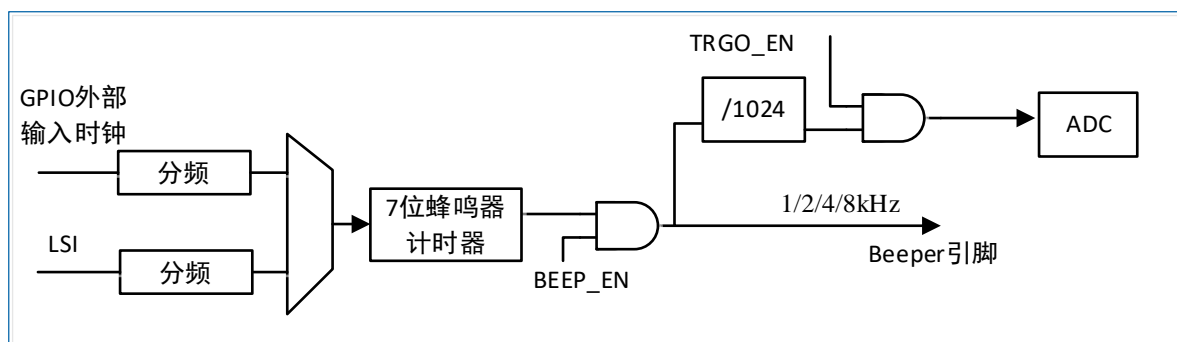 TRGO_EN
GPIO外部
输入时钟
/1024
ADC
分频
7位蜂鸣器
计时器
1/2/4/8kHz
LSI
分频
BEEP_EN
Beeper引脚